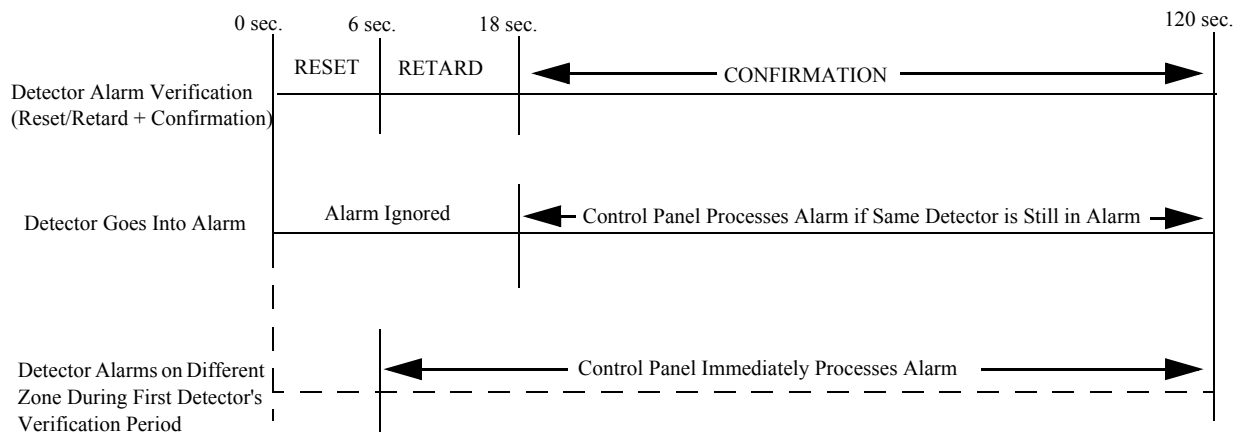 0 sec. 6 sec. 18 sec. 120 sec.
RESET RETARD CONFIRMATION
Detector Alarm Verification
(Reset/Retard + Confirmation)
Detector Goes Into Alarm
Alarm Ignored
Control Panel Processes Alarm if Same Detector is Still in Alarm
Detector Alarms on Different
Zone During First Detector's
Verification Period
Control Panel Immediately Processes Alarm